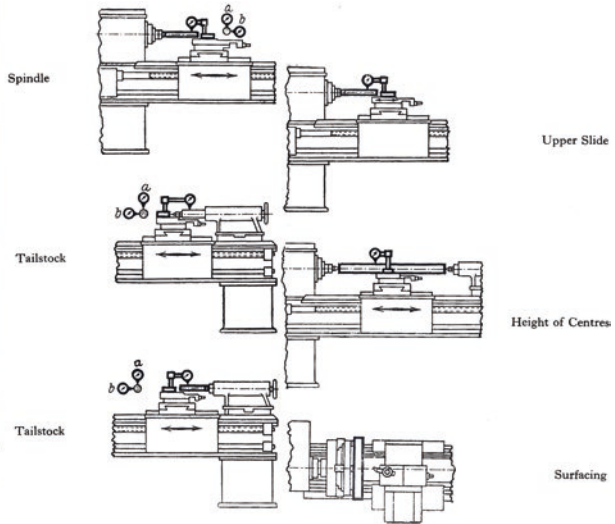 a
b
Spindle
Upper Slide
a
b
Tailstock
Height of Centres
a
b
Tailstock
Surfacing